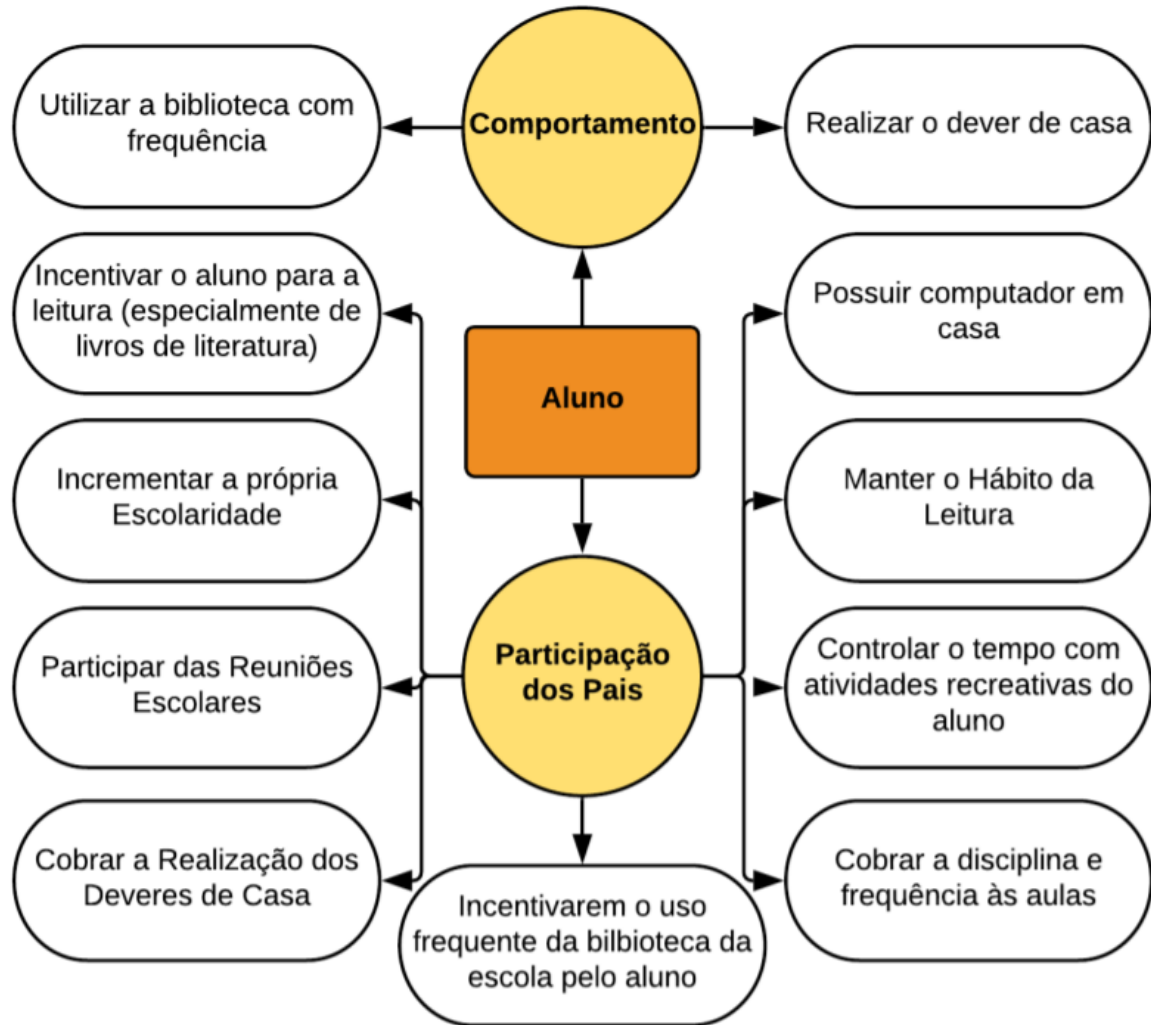 Utilizar a biblioteca com
frequência
Comportamento
Realizar o dever de casa
Incentivar o aluno para a
leitura (especialmente de
livros de literatura)
Possuir computador em
casa
Aluno
Incrementar a própria
Escolaridade
Manter o Hábito da
Leitura
Participar das Reuniões
Escolares
Participação
dos Pais
Controlar o tempo com
atividades recreativas do
aluno
Cobrar a Realização dos
Deveres de Casa
Incentivarem o uso
frequente da bilbioteca da
escola pelo aluno
Cobrar a disciplina e
frequência às aulas